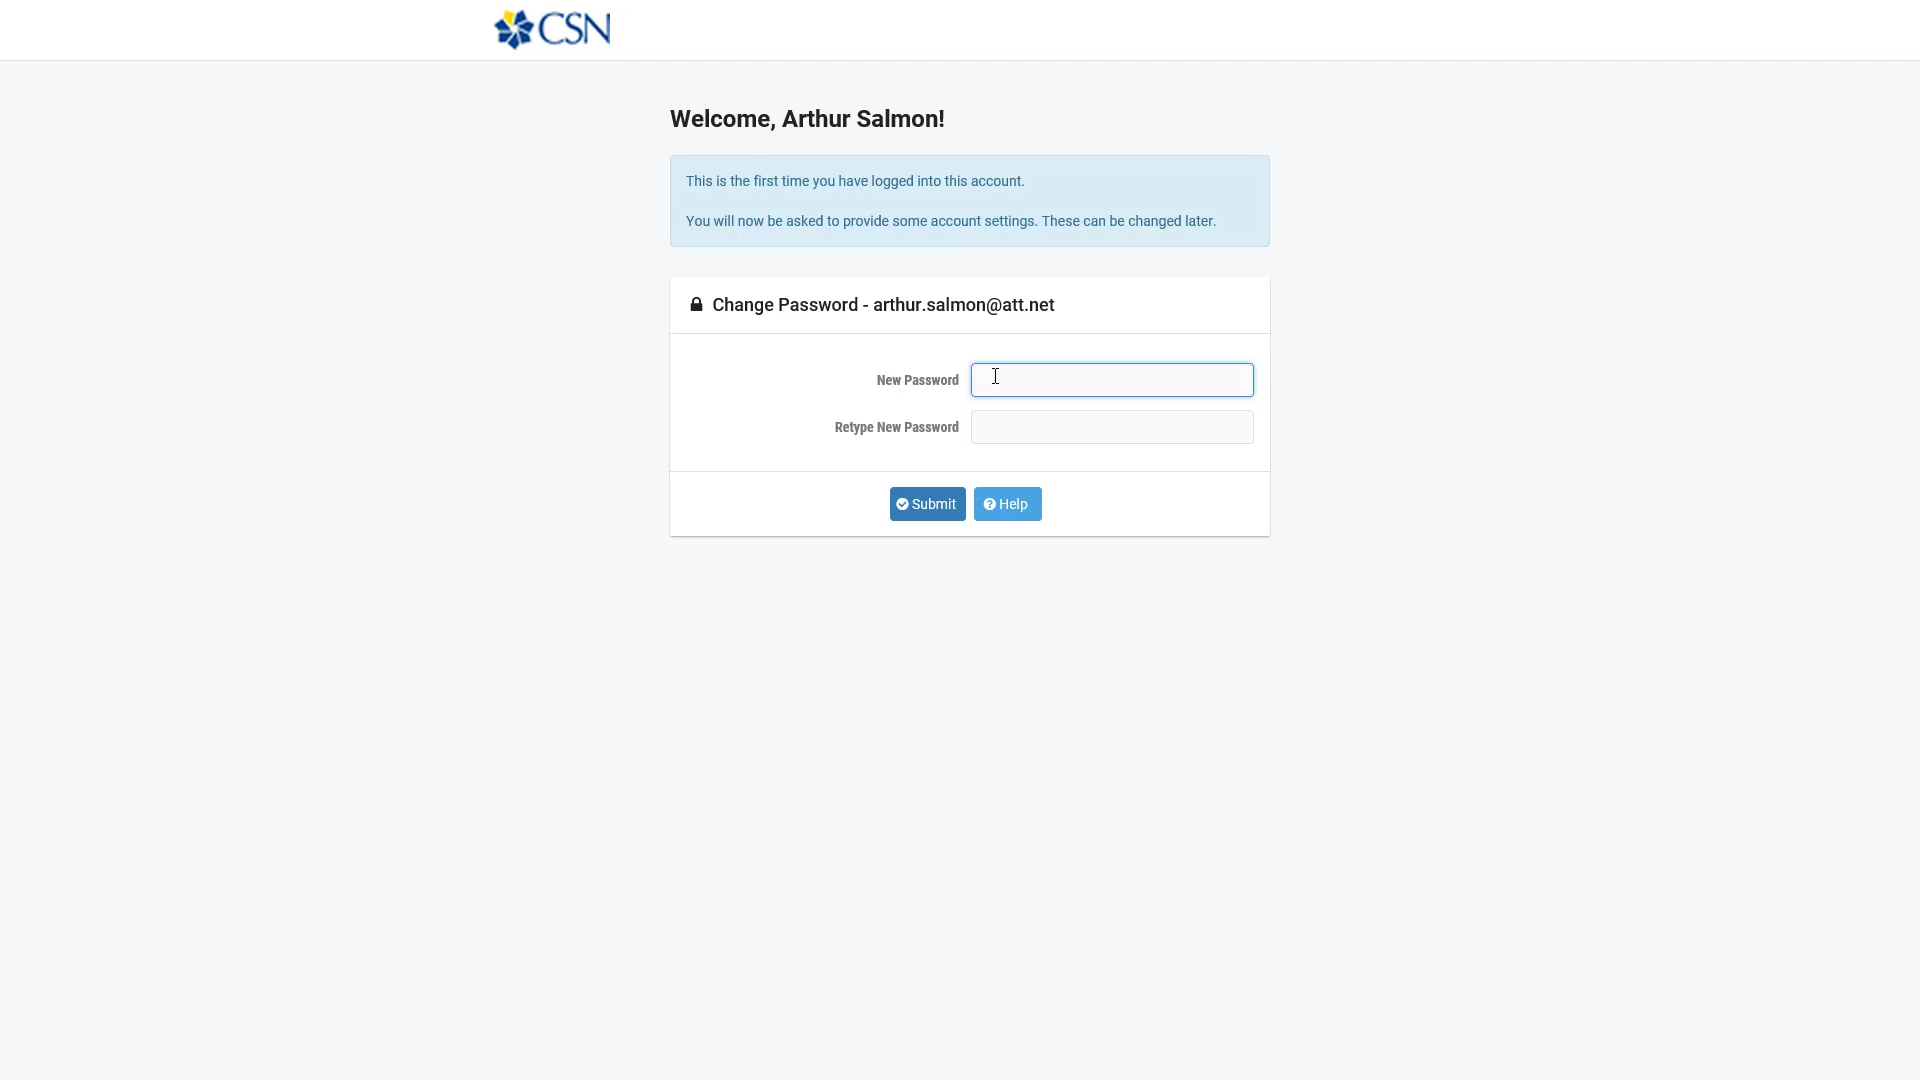 CSN
Welcome, Arthur Salmon!
This is the first time you have logged into this account.
You will now be asked to provide some account settings. These can be changed later.
Change Password - arthur.salmon@att.net
New Password
Retype New Password
Submit
Help